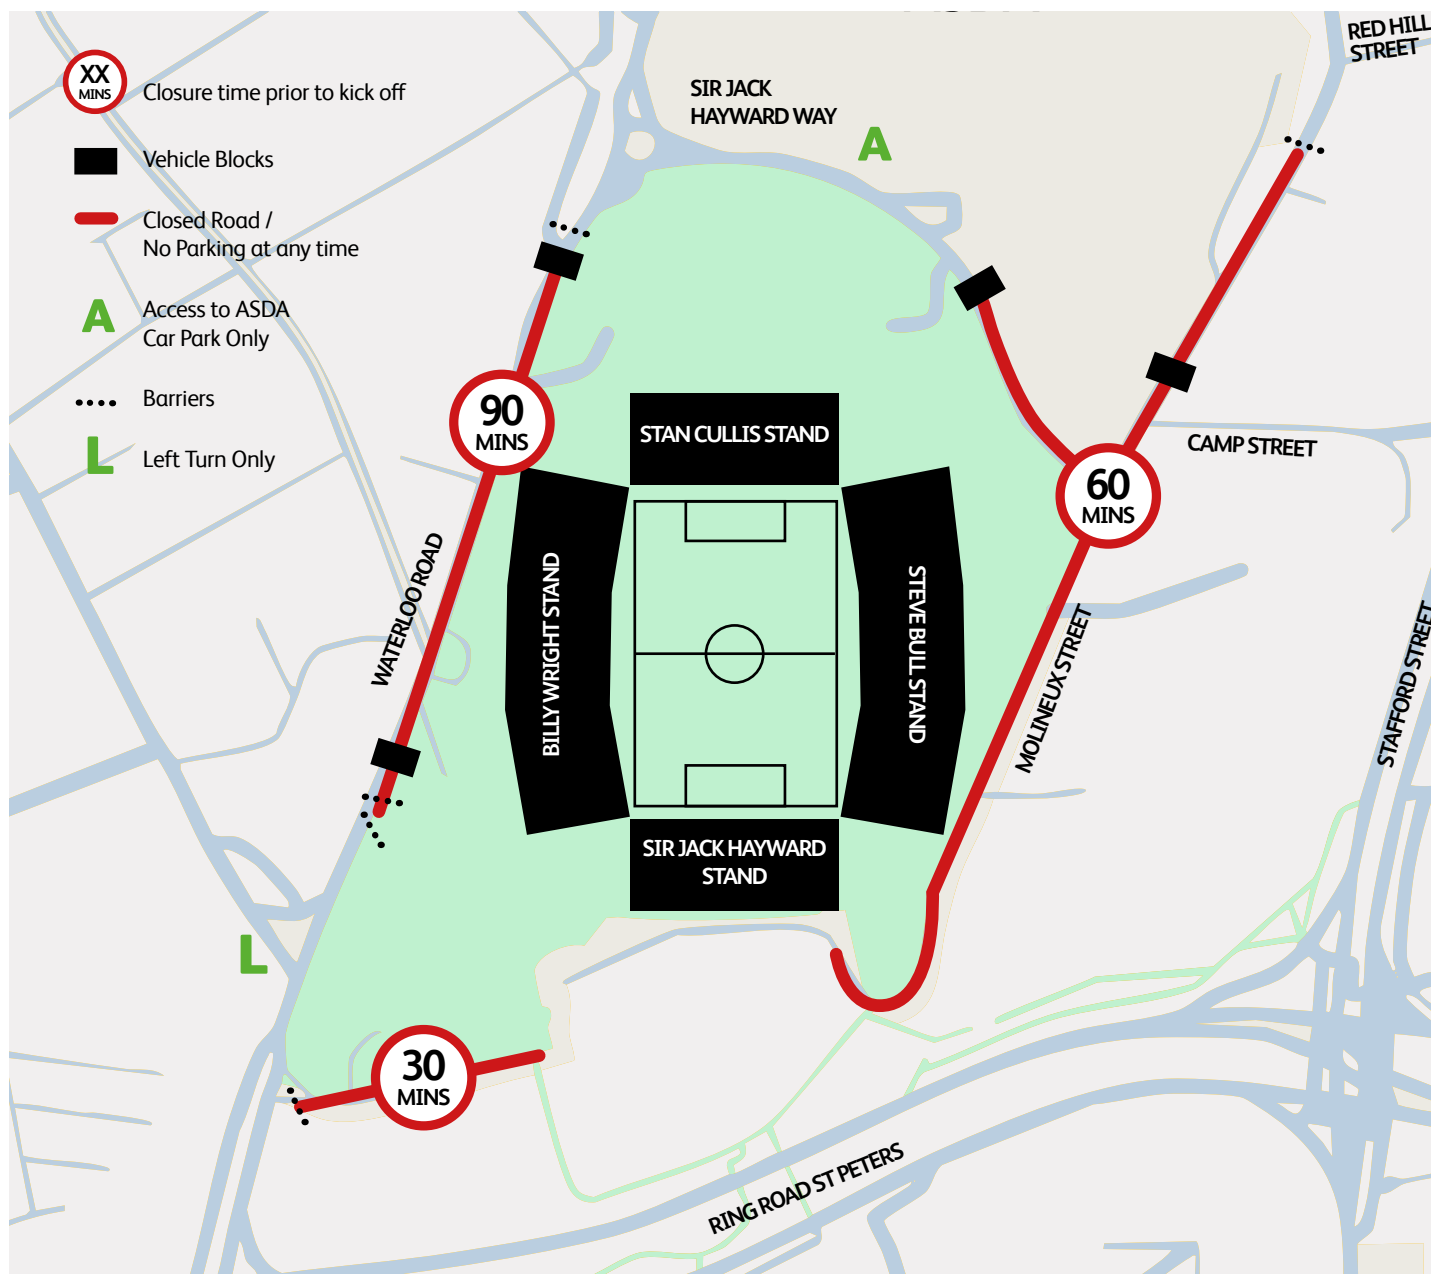 XX
MINS
Closure time prior to kick off
Vehicle Blocks
Closed Road /
No Parking at any time
A
Access to ASDA
Car Park Only
Barriers
L
Left Turn Only
SIR JACK
HAYWARD WAY
A
RED HILL
STREET
90
MINS
STAN CULLIS STAND
CAMP STREET
60
MINS
WATERLOO ROAD
BILLY WRIGHT STAND
STEVE BULL STAND
MOLINEUX STREET
STAFFORD STREET
SIR JACK HAYWARD
STAND
L
30
MINS
RING ROAD ST PETERS